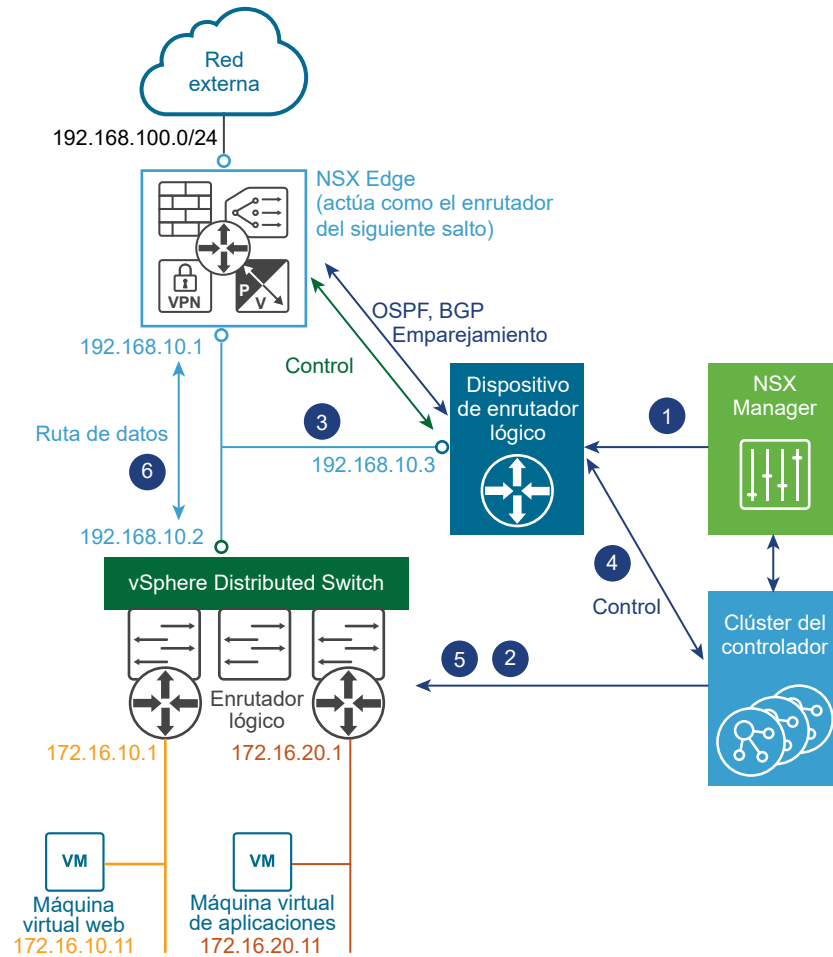 Red
externa
192.168.100.0/24
NSX Edge
(actúa como el enrutador
del siguiente salto)
VPN
P
V
OSPF, BGP
Emparejamiento
192.168.10.1
Control
Dispositivo
de enrutador
lógico
NSX
Manager
1
3
Ruta de datos
192.168.10.3
6
192.168.10.2
4
vSphere Distributed Switch
Control
Clúster del
controlador
5
2
Enrutador
lógico
172.16.10.1
172.16.20.1
VM
VM
Máquina
virtual web
172.16.10.11
Máquina virtual
de aplicaciones
172.16.20.11